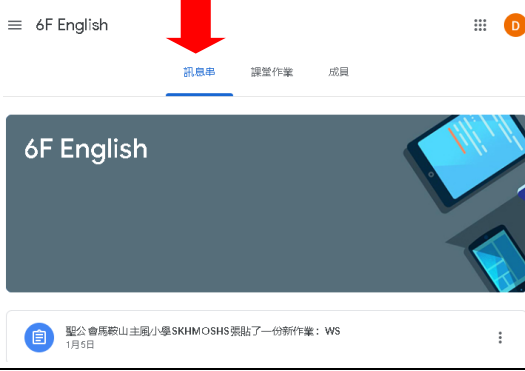 6F English
D
訊息串 課堂作業 成員
6F English
聖公會馬鞍山主風小學SKHMOSHS張貼了一份新作業：WS
1月5日